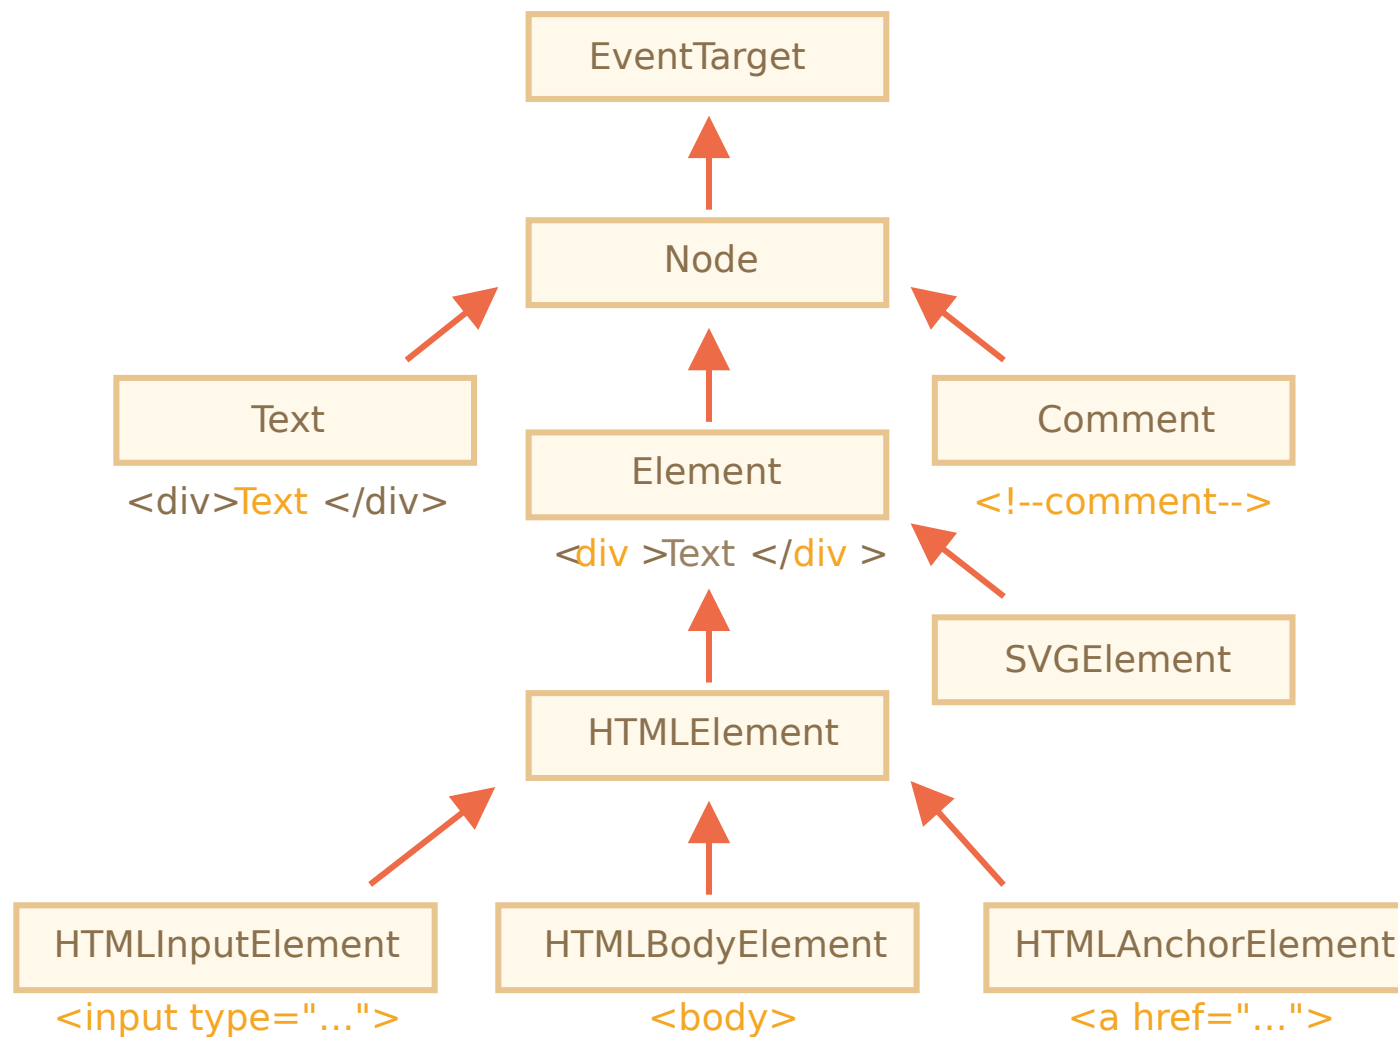 EventTarget
Node
Text
Comment
Element
<div>Text </div>
<!--comment-->
<div >Text </div >
SVGElement
HTMLElement
HTMLInputElement
HTMLBodyElement
HTMLAnchorElement
<input type="...">
<body>
<a href="...">